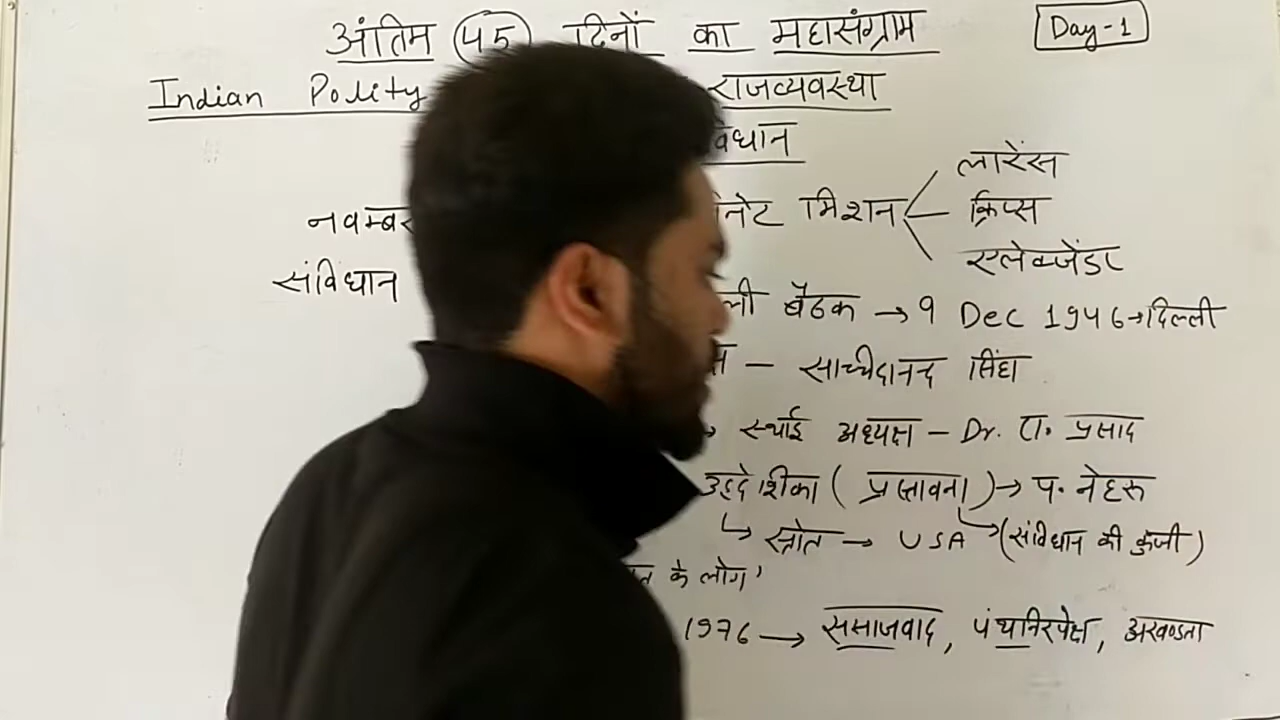 अंतिम 45 दिनों का महासंग्राम
Day-1
Indian Polity राजव्यवस्था
विधान
नवम्बर नेट मिशन
लारेंस
क्रिप्स
एलेक्जेंडर
संविधान ली बैठक → 9 Dec 1946 → दिल्ली
— साच्चिदानन्द सिंहा
→ स्थाई अध्यक्ष – Dr. रा. प्रसाद
उद्देशिका ( प्रस्तावना ) → प. नेहरू
स्त्रोत → USA (संविधान की कुंजी)
के लोग'
1976 → समाजवाद, पंथनिरपेक्ष, अखण्डता